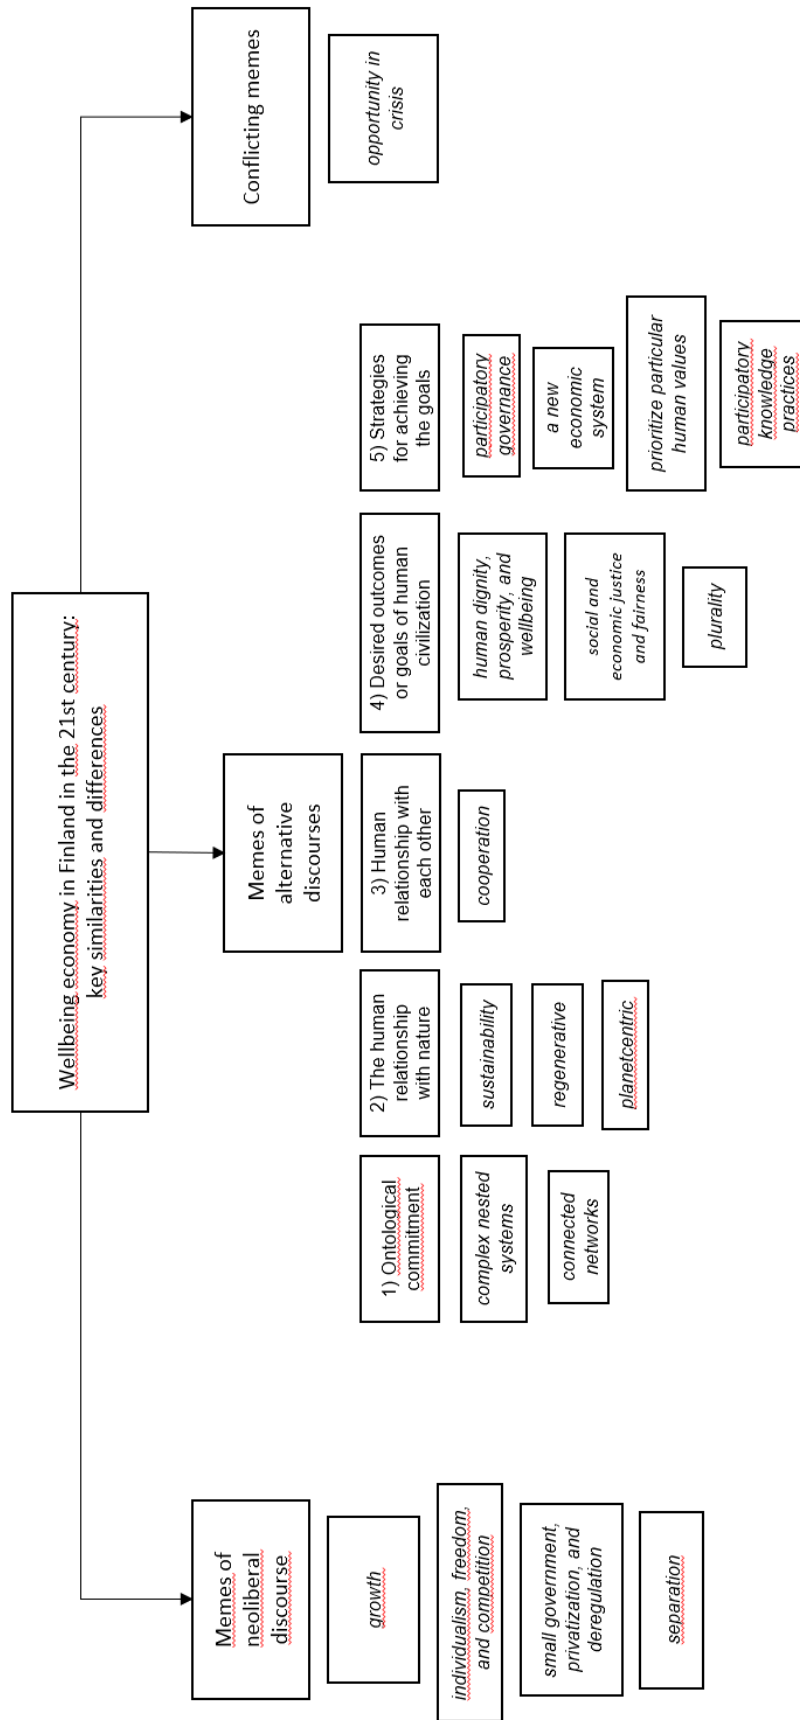 Wellbeing economy in Finland in the 21st century:
key similarities and differences
Memes of
neoliberal
discourse
growth
individualism, freedom,
and competition
small government,
privatization, and
deregulation
separation
Memes of
alternative
discourses
1) Ontological
commitment
complex nested
systems
connected
networks
2) The human
relationship
with nature
sustainability
regenerative
planetcentric
3) Human
relationship with
each other
cooperation
4) Desired outcomes
or goals of human
civilization
human dignity,
prosperity, and
wellbeing
social and
economic justice
and fairness
plurality
5) Strategies
for achieving
the goals
participatory
governance
a new
economic
system
prioritize particular
human values
participatory
knowledge
practices
Conflicting memes
opportunity in
crisis